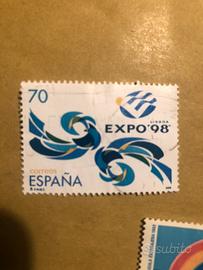 70
LISBOA
EXPO'98
correos
ESPAÑA
subito